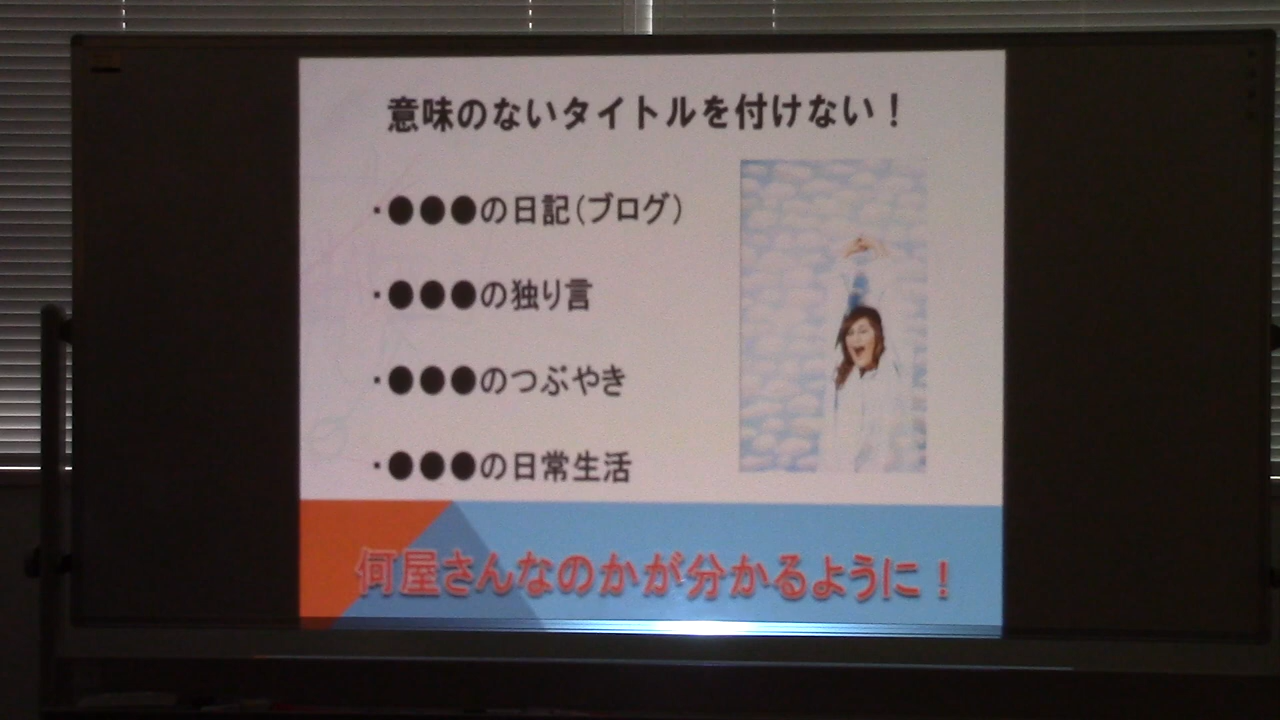 意味のないタイトルを付けない！
・●●●の日記（ブログ）
・●●●の独り言
・●●●のつぶやき
・●●●の日常生活
何屋さんなのかが分かるように！